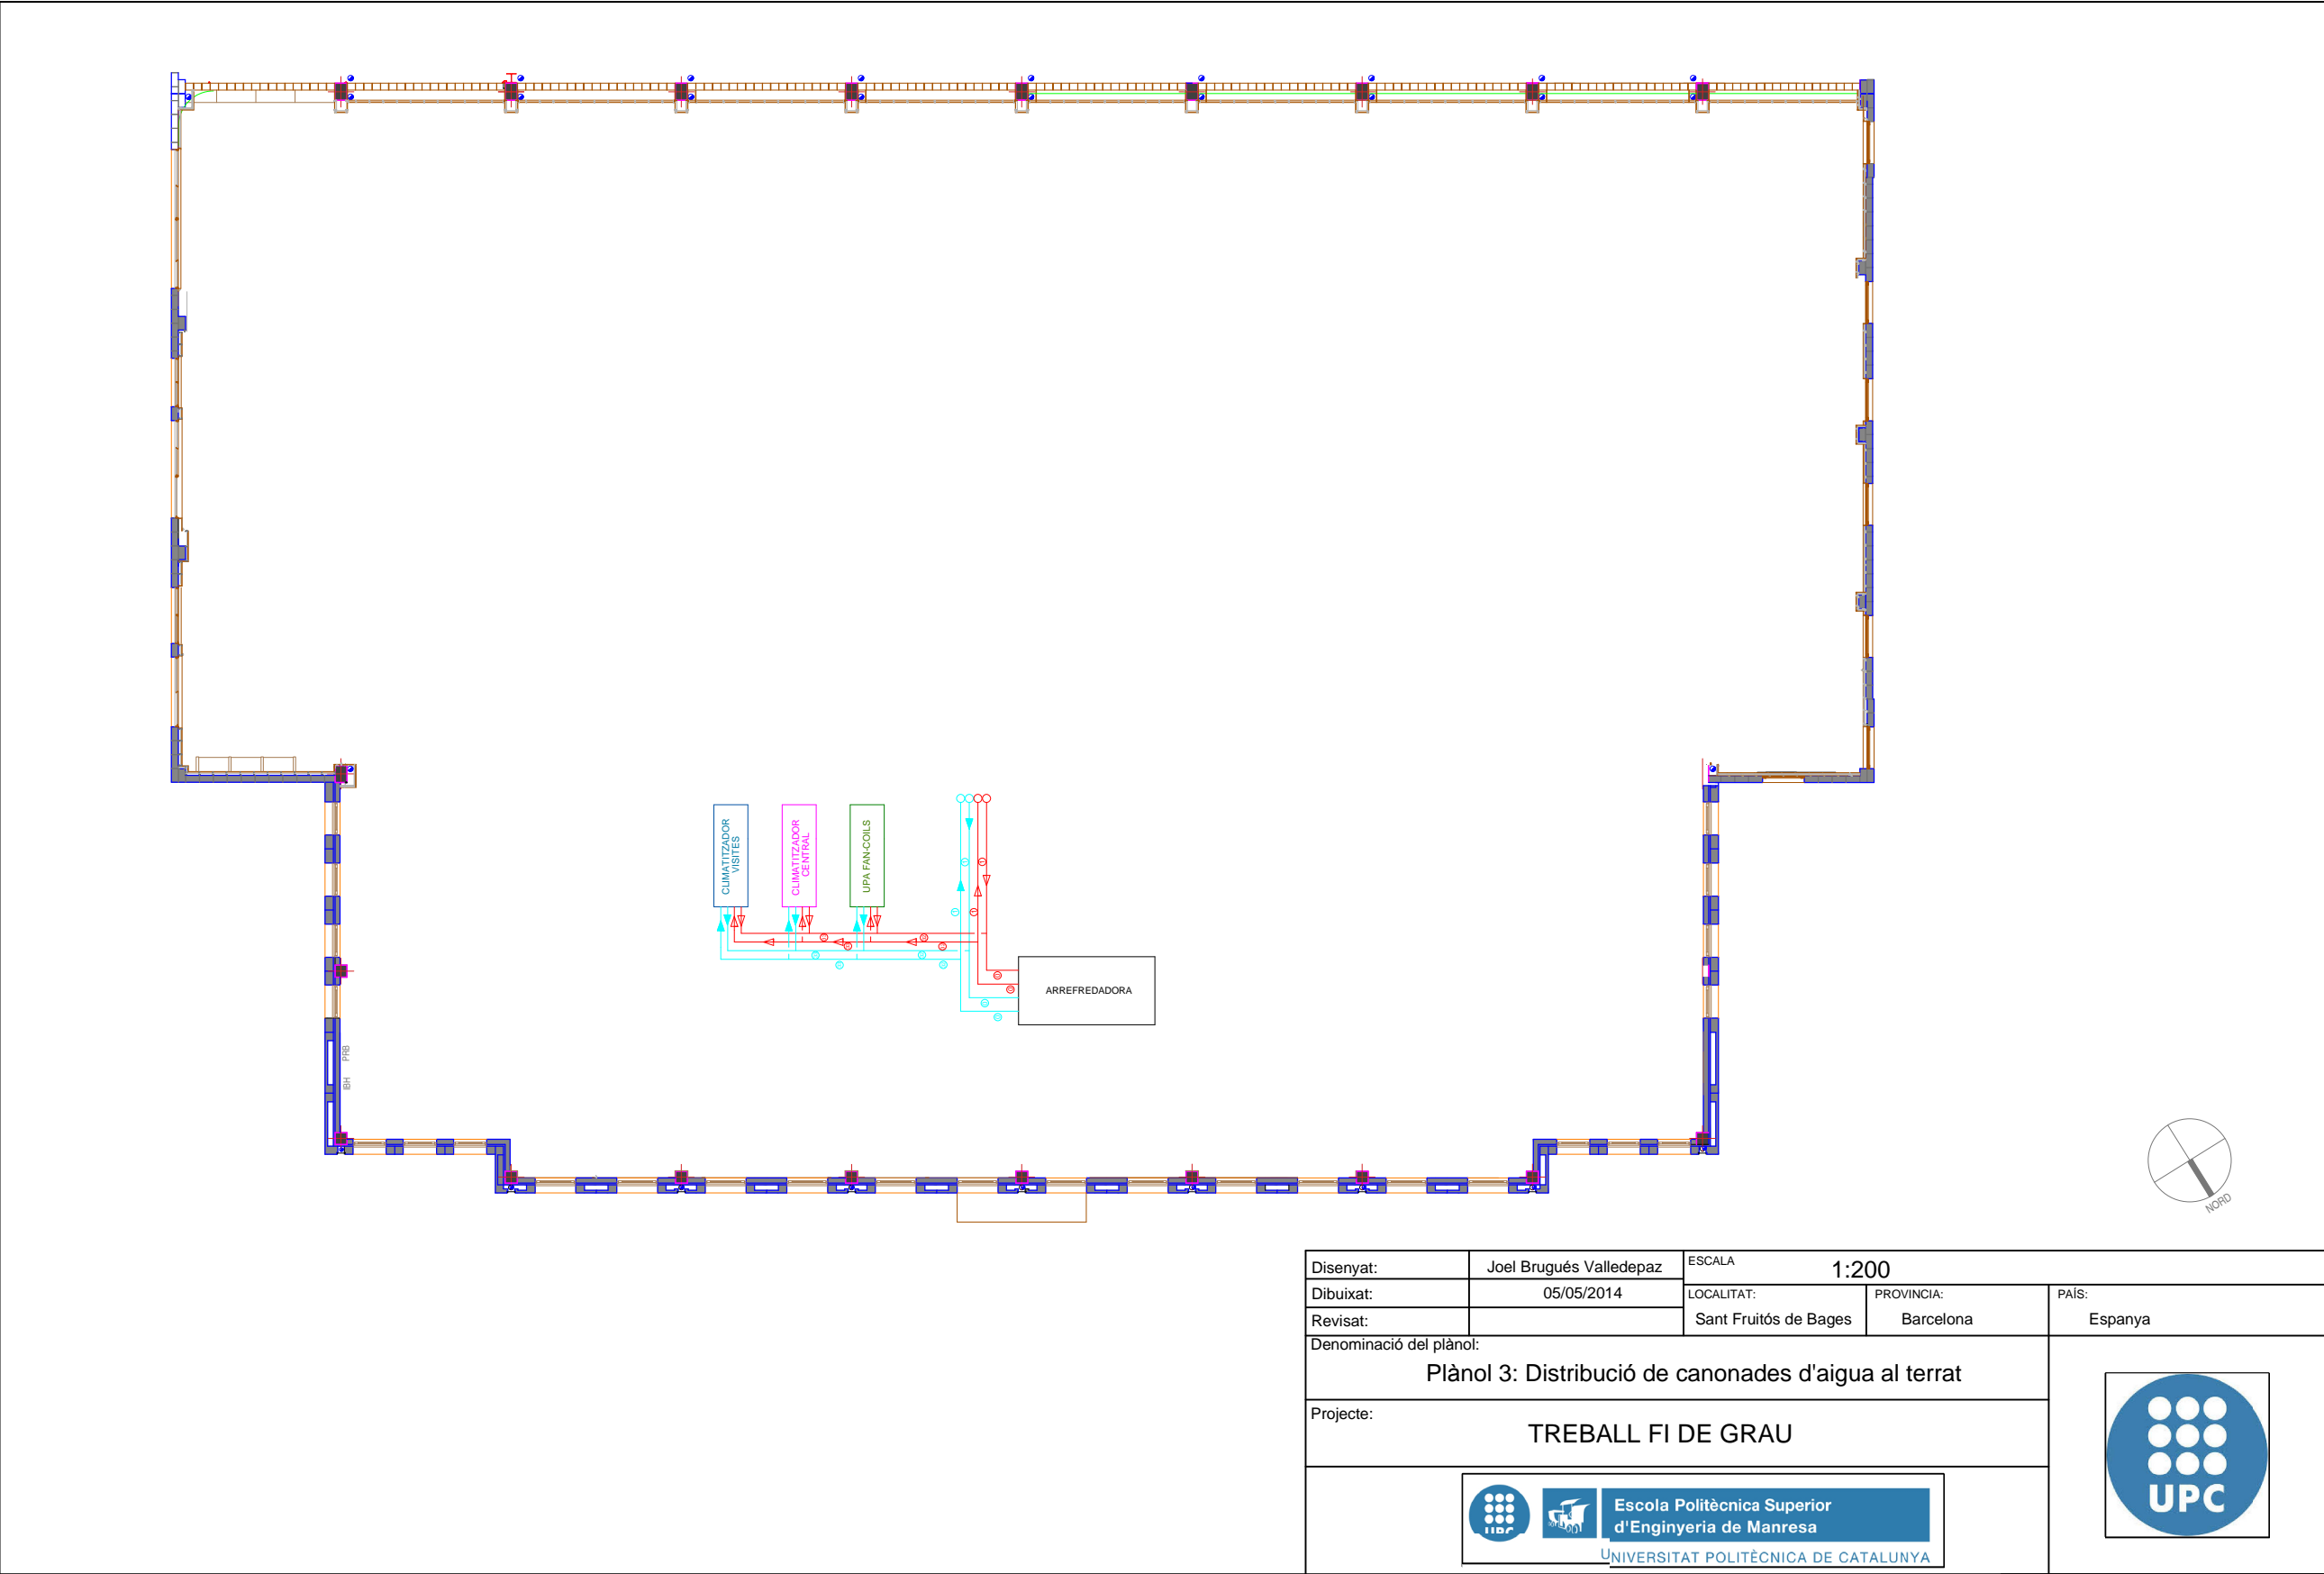 CLIMATITZADOR
VISITES
CLIMATITZADOR
CENTRAL
UPA FAN-COILS
ARREFREDADORA
PRB
IBH
NORD
Disenyat:
Joel Brugués Valledepaz
ESCALA
1:200
Dibuixat:
05/05/2014
LOCALITAT:
PROVINCIA:
PAÍS:
Revisat:
Sant Fruitós de Bages
Barcelona
Espanya
Denominació del plànol:
Plànol 3: Distribució de canonades d'aigua al terrat
Projecte:
TREBALL FI DE GRAU
UPC
Escola Politècnica Superior
d'Enginyeria de Manresa
UNIVERSITAT POLITÈCNICA DE CATALUNYA
UPC